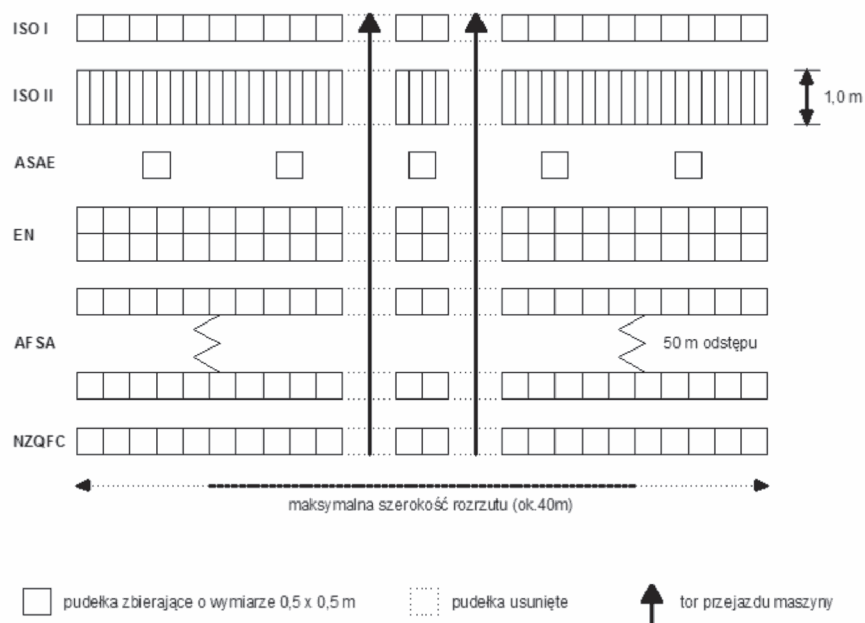 ISO I
ISO II
1,0 m
ASAE
EN
AFSA
50 m odstępu
NZQFC
maksymalna szerokość rozrzutu (ok.40m)
pudełka zbierające o wymiarze 0,5 x 0,5 m
pudełka usunięte
tor przejazdu maszyny